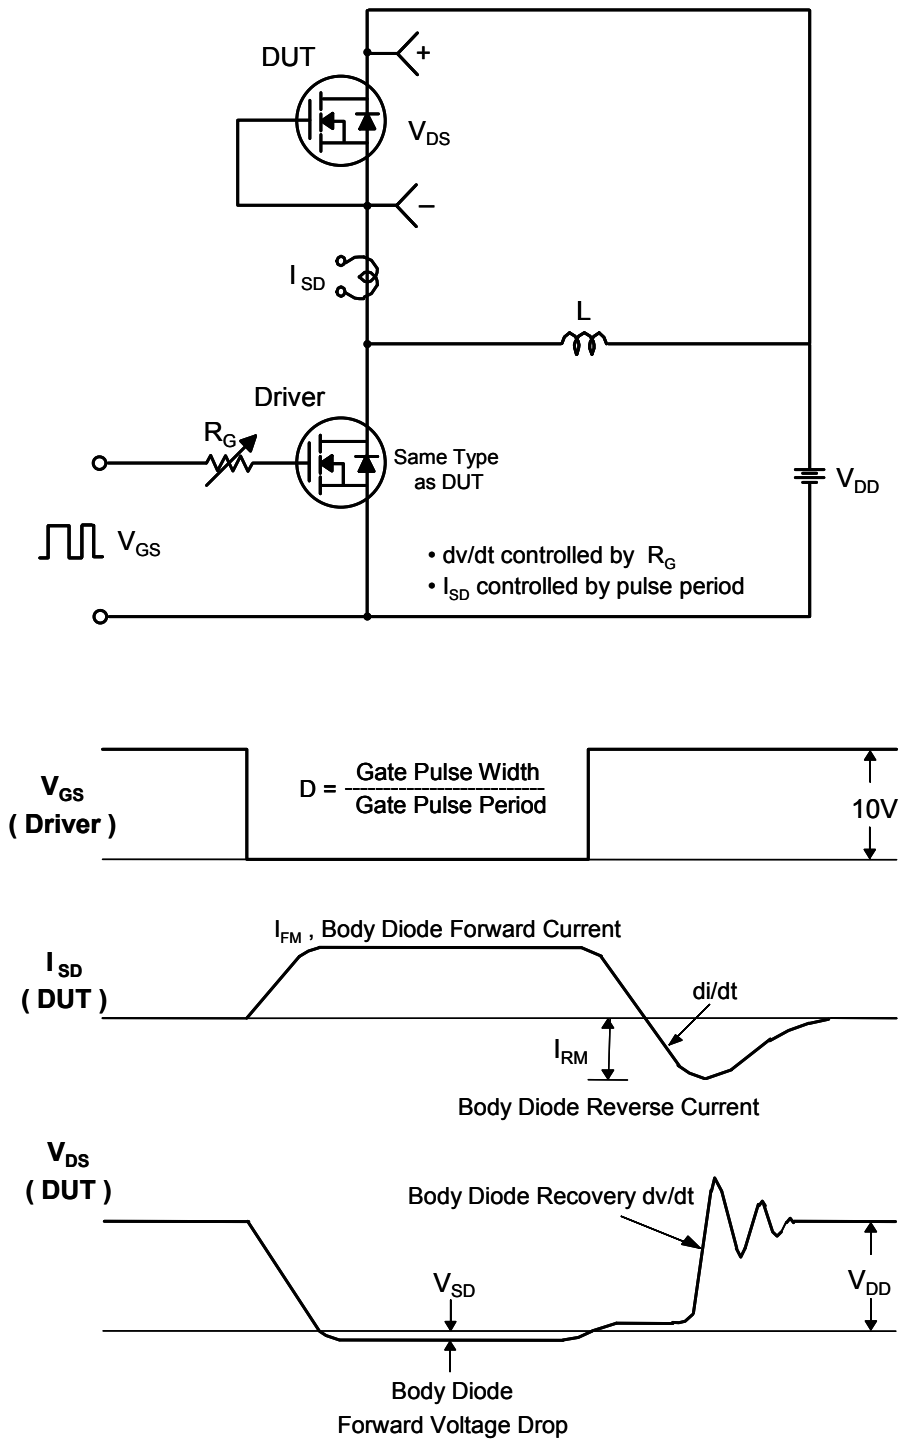 DUT
+
V_DS
−
I_SD
L
Driver
R_G
Same Type
as DUT
V_DD
V_GS
• dv/dt controlled by R_G
• I_SD controlled by pulse period
V_GS
( Driver )
D = Gate Pulse Width
--------------------------
Gate Pulse Period
10V
I_FM , Body Diode Forward Current
I_SD
( DUT )
di/dt
I_RM
Body Diode Reverse Current
V_DS
( DUT )
Body Diode Recovery dv/dt
V_SD
V_DD
Body Diode
Forward Voltage Drop